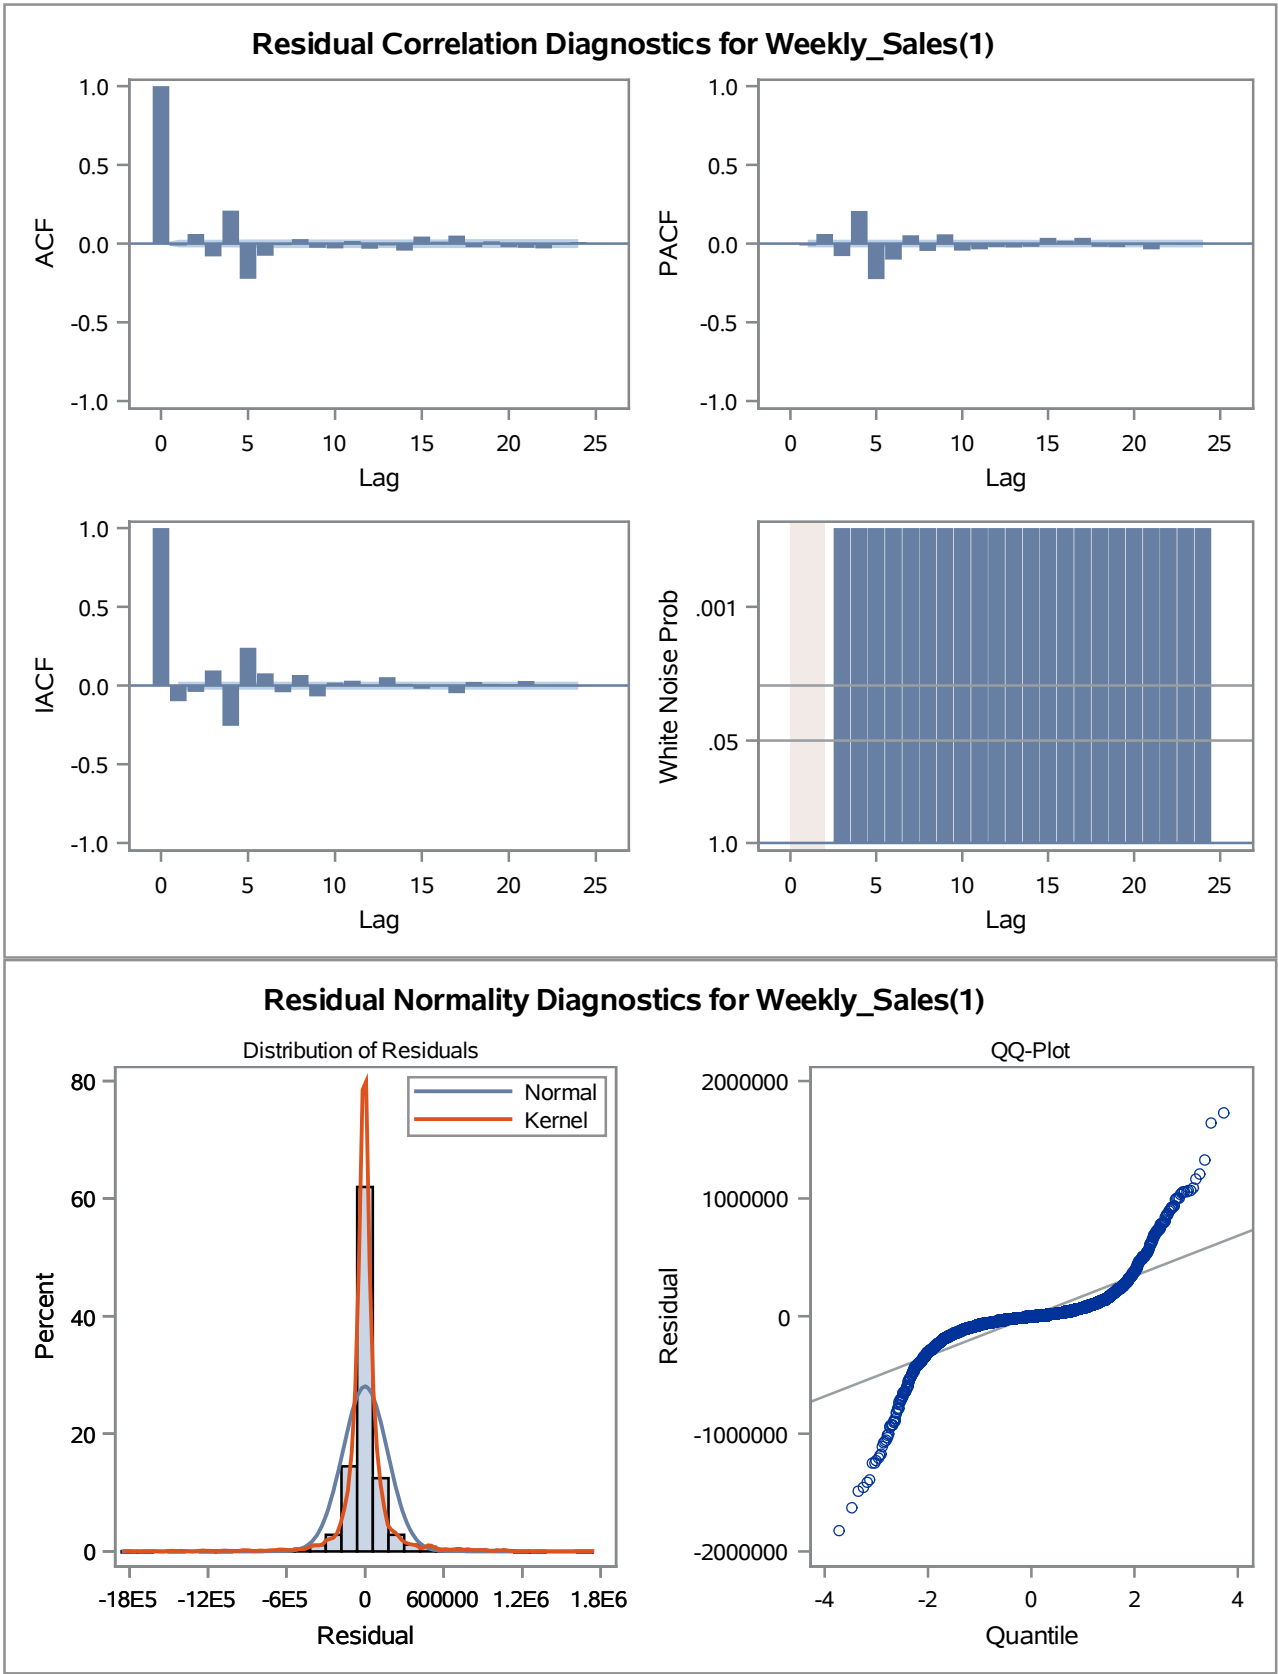 Residual Correlation Diagnostics for Weekly_Sales(1)
1.0
0.5
0.0
-0.5
-1.0
ACF
0 5 10 15 20 25
Lag
1.0
0.5
0.0
-0.5
-1.0
PACF
0 5 10 15 20 25
Lag
1.0
0.5
0.0
-0.5
-1.0
IACF
0 5 10 15 20 25
Lag
.001
.05
1.0
White Noise Prob
0 5 10 15 20 25
Lag
Residual Normality Diagnostics for Weekly_Sales(1)
Distribution of Residuals
Normal
Kernel
80
60
40
20
0
Percent
-18E5 -12E5 -6E5 0 600000 1.2E6 1.8E6
Residual
QQ-Plot
2000000
1000000
0
-1000000
-2000000
Residual
-4 -2 0 2 4
Quantile